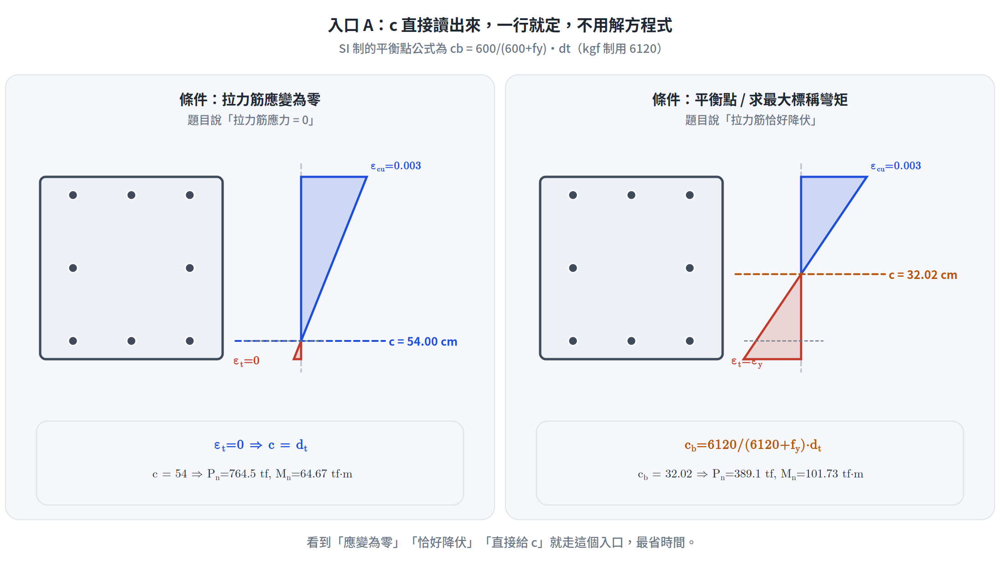 入口 A：c 直接讀出來，一行就定，不用解方程式
SI 制的平衡點公式為 cb = 600/(600+fy)・dt（kgf 制用 6120）
條件：拉力筋應變為零
題目說「拉力筋應力 = 0」
εcu=0.003
c = 54.00 cm
εt=0
εt=0 ⇒ c = dt
c = 54 ⇒ Pn=764.5 tf, Mn=64.67 tf·m
條件：平衡點 / 求最大標稱彎矩
題目說「拉力筋恰好降伏」
εcu=0.003
c = 32.02 cm
εt=εy
cb=6120/(6120+fy)·dt
cb = 32.02 ⇒ Pn=389.1 tf, Mn=101.73 tf·m
看到「應變為零」「恰好降伏」「直接給 c」就走這個入口，最省時間。